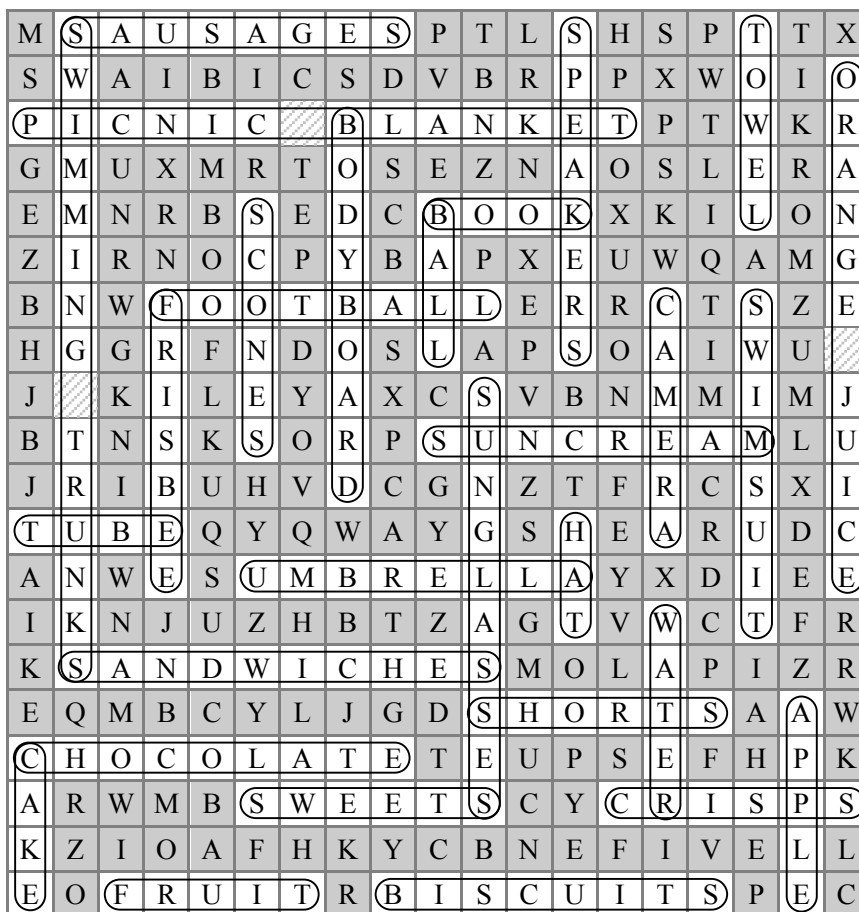 M S A U S A G E S P T L S H S P T T X
S W A I B I C S D V B R P P X W O I O
P I C N I C B L A N K E T P T W K R
G M U X M R T O S E Z N A O S L E R A
E M N R B S E D C B O O K X K I L O N
Z I R N O C P Y B A P X E U W Q A M G
B N W F O O T B A L L E R R C T S Z E
H G G R F N D O S L A P S O A I W U
J K I L E Y A X C S V B N M M I M J
B T N S K S O R P S U N C R E A M L U
J R I B U H V D C G N Z T F R C S X I
T U B E Q Y Q W A Y G S H E A R U D C
A N W E S U M B R E L L A Y X D I E E
I K N J U Z H B T Z A G T V W C T F R
K S A N D W I C H E S M O L A P I Z R
E Q M B C Y L J G D S H O R T S A A W
C H O C O L A T E T E U P S E F H P K
A R W M B S W E E T S C Y C R I S P S
K Z I O A F H K Y C B N E F I V E L L
E O F R U I T R B I S C U I T S P E C